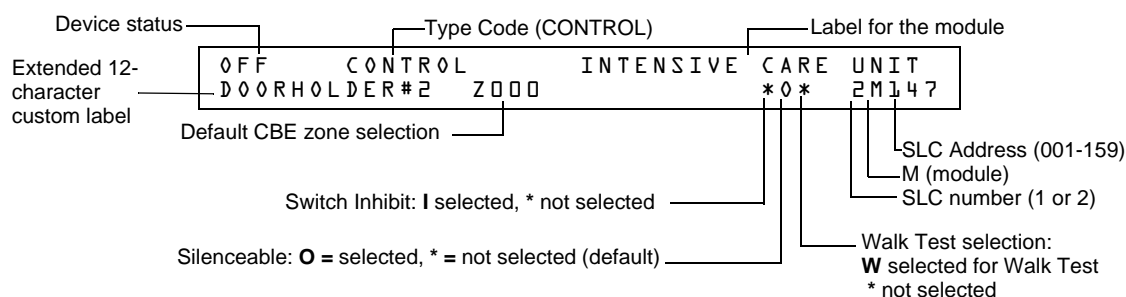 Device status
Type Code (CONTROL)
Label for the module
OFF CONTROL INTENSIVE CARE UNIT
Extended 12-
character
custom label
DOORHOLDER#2 Z000 *O* 2M147
Default CBE zone selection
SLC Address (001-159)
M (module)
SLC number (1 or 2)
Switch Inhibit: I selected, * not selected
Silenceable: O = selected, * = not selected (default)
Walk Test selection:
W selected for Walk Test
* not selected